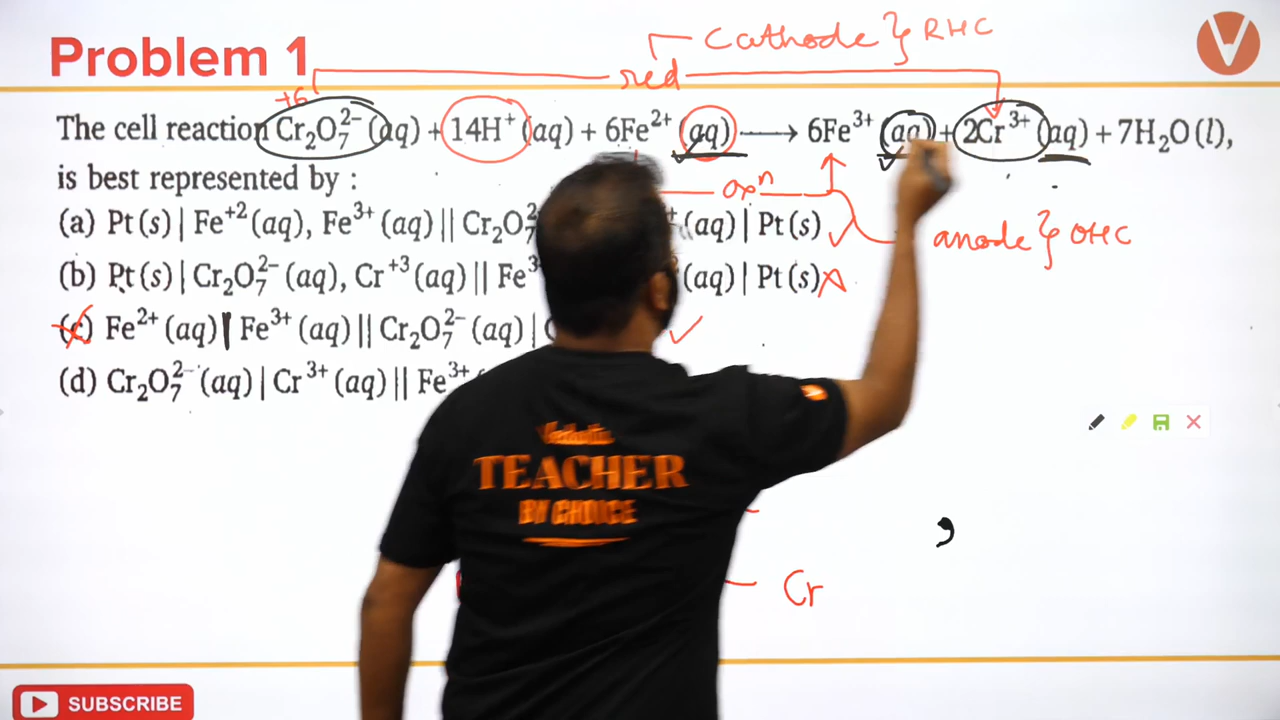 Problem 1
Cathode } RHC
red
+6
The cell reaction Cr₂O₇²⁻ (aq) + 14H⁺ (aq) + 6Fe²⁺ (aq) ⟶ 6Fe³⁺ (aq) + 2Cr³⁺ (aq) + 7H₂O (l),
is best represented by :
oxⁿ
(a) Pt(s) | Fe⁺² (aq), Fe³⁺ (aq) || Cr₂O₇² (aq) | Pt(s) ✓
anode } OHC
(b) Pt(s) | Cr₂O₇²⁻ (aq), Cr⁺³ (aq) || Fe³ (aq) | Pt(s) ×
(c) Fe²⁺ (aq) | Fe³⁺ (aq) || Cr₂O₇²⁻ (aq) | ✓
(d) Cr₂O₇²⁻ (aq) | Cr³⁺ (aq) || Fe³⁺
Vedantu
TEACHER
BY CHOICE
,
Cr
SUBSCRIBE